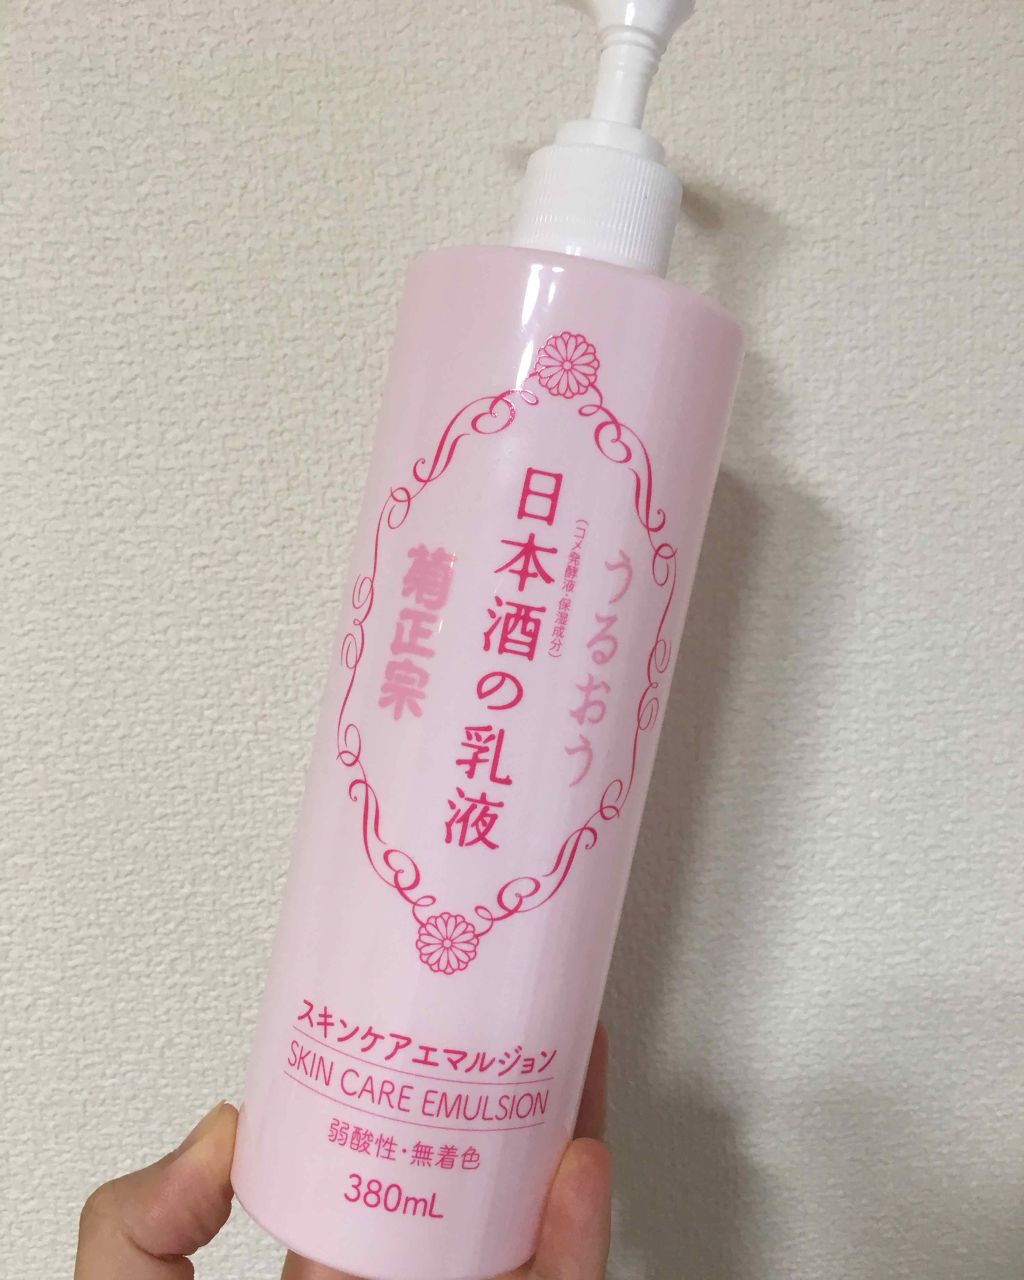 うるおう
日本酒の乳液
(コメ発酵液・保湿成分)
菊正宗
スキンケアエマルジョン
SKIN CARE EMULSION
弱酸性・無着色
380mL